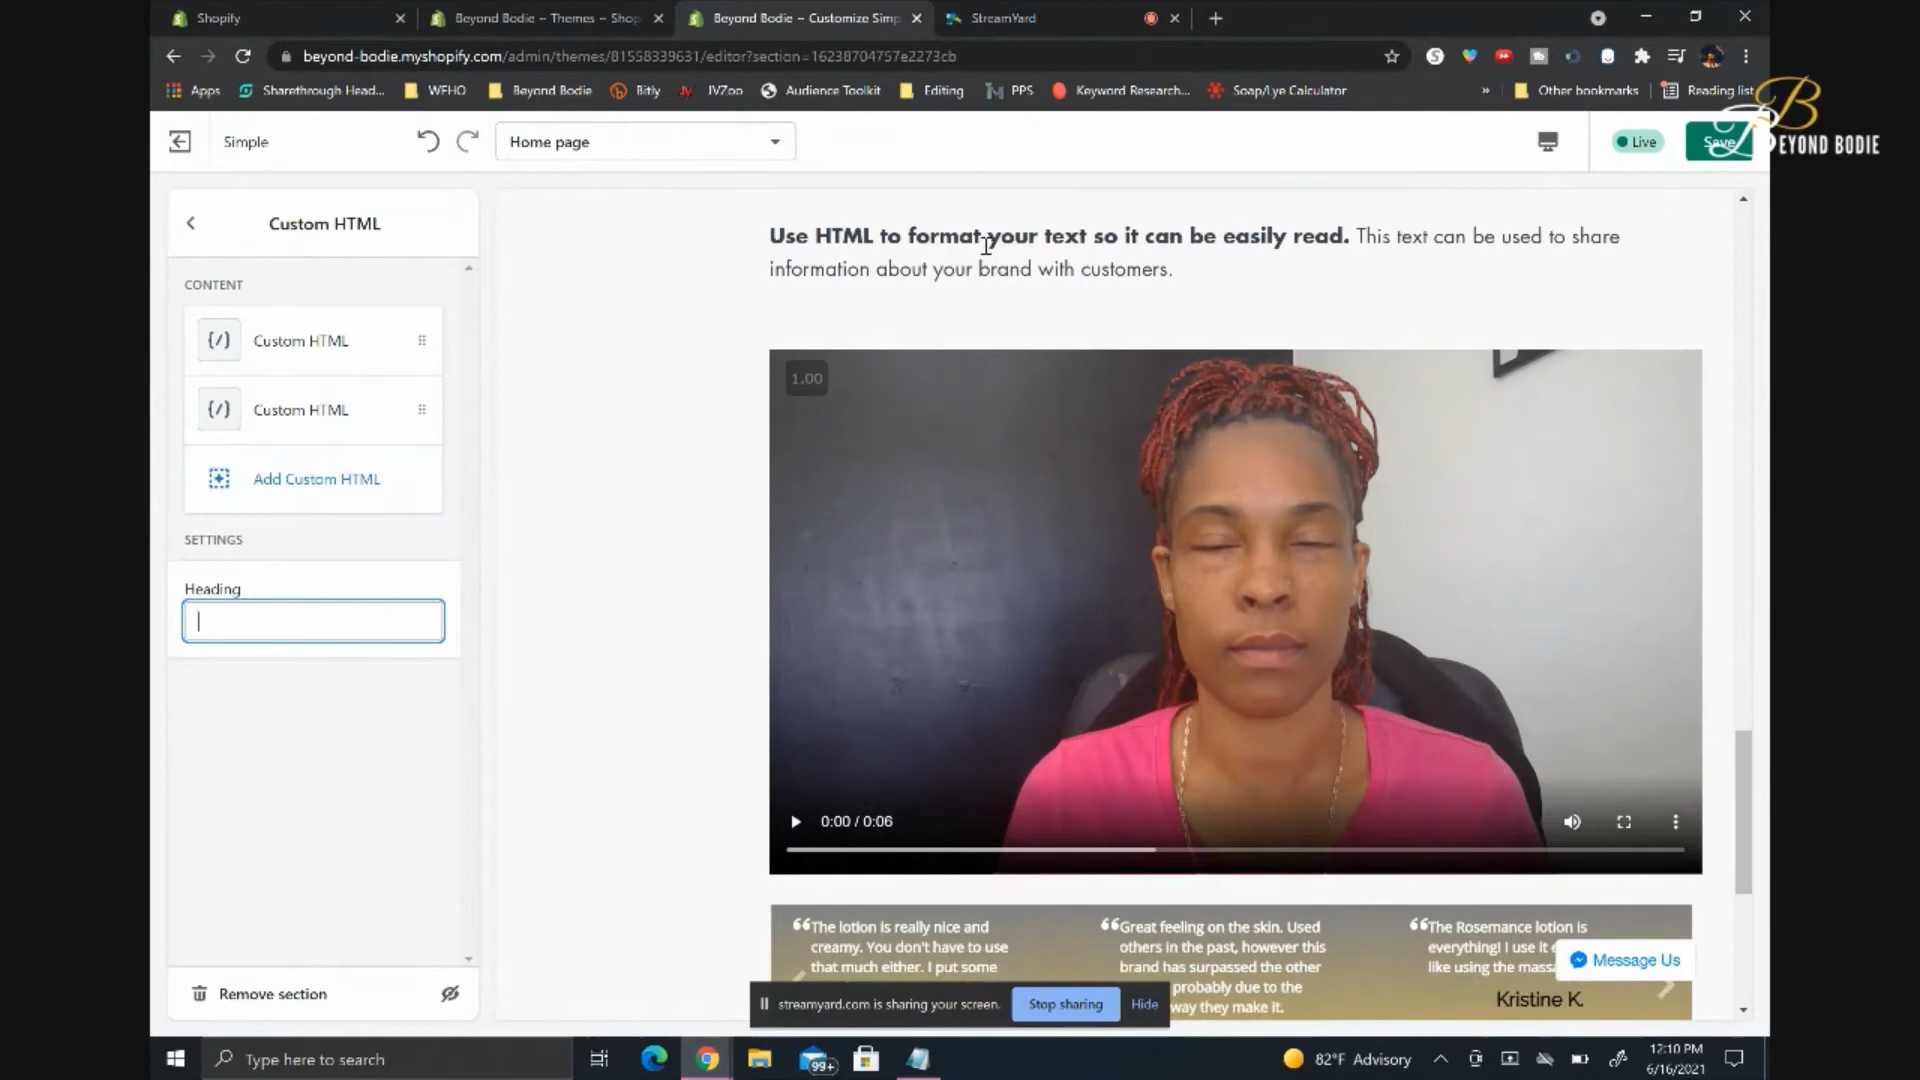 Shopify
Beyond Bodie ~ Themes ~ Shop
Beyond Bodie ~ Customize Simp
StreamYard
beyond-bodie.myshopify.com/admin/themes/81558339631/editor?section=16238704757e2273cb
Apps
Sharethrough Head...
WFHO
Beyond Bodie
Bitly
IVZoo
Audience Toolkit
Editing
PPS
Keyword Research...
Soap/Lye Calculator
»
Other bookmarks
Reading list
Simple
Home page
Live
Save
B
BEYOND BODIE
Custom HTML
CONTENT
{/} Custom HTML
{/} Custom HTML
Add Custom HTML
SETTINGS
Heading
Remove section
Use HTML to format your text so it can be easily read. This text can be used to share
information about your brand with customers.
1.00
0:00 / 0:06
“The lotion is really nice and
creamy. You don't have to use
that much either. I put some
“Great feeling on the skin. Used
others in the past, however this
brand has surpassed the other
probably due to the
way they make it.
“The Rosemance lotion is
everything! I use it
like using the massa
Kristine K.
Message Us
streamyard.com is sharing your screen.
Stop sharing
Hide
Type here to search
99+
82°F Advisory
12:10 PM
6/16/2021